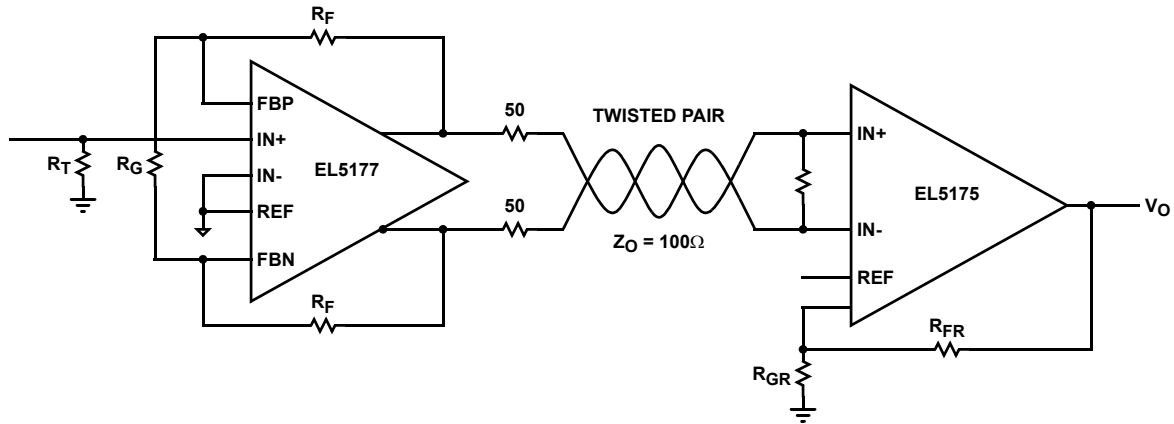 RF
50
TWISTED PAIR
FBP
IN+
IN-
REF
FBN
EL5177
RT
RG
50
ZO = 100Ω
RF
IN+
IN-
REF
EL5175
VO
RFR
RGR